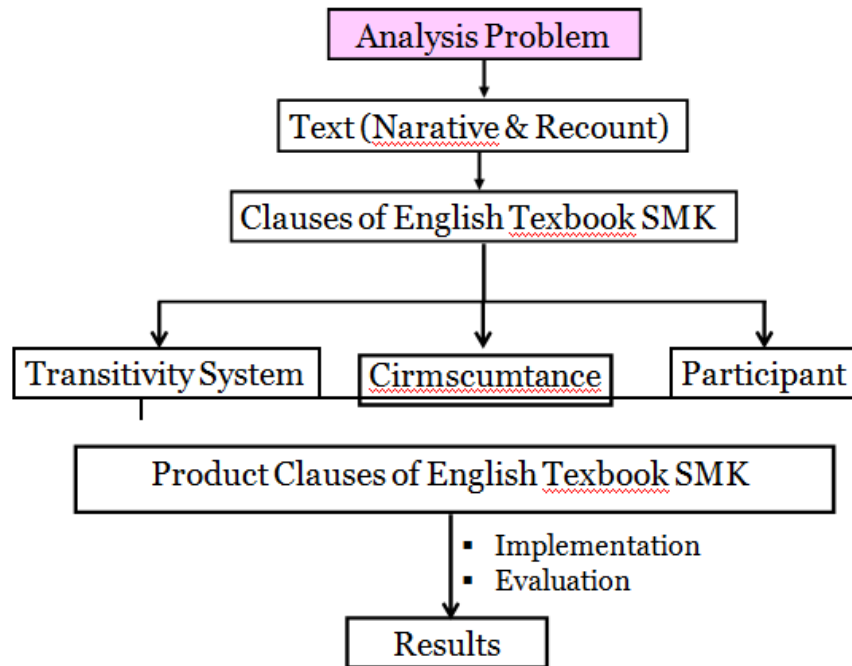 Analysis Problem
Text (Narative & Recount)
Clauses of English Texbook SMK
Transitivity System
Cirmscumtance
Participant
Product Clauses of English Texbook SMK
▪ Implementation
▪ Evaluation
Results